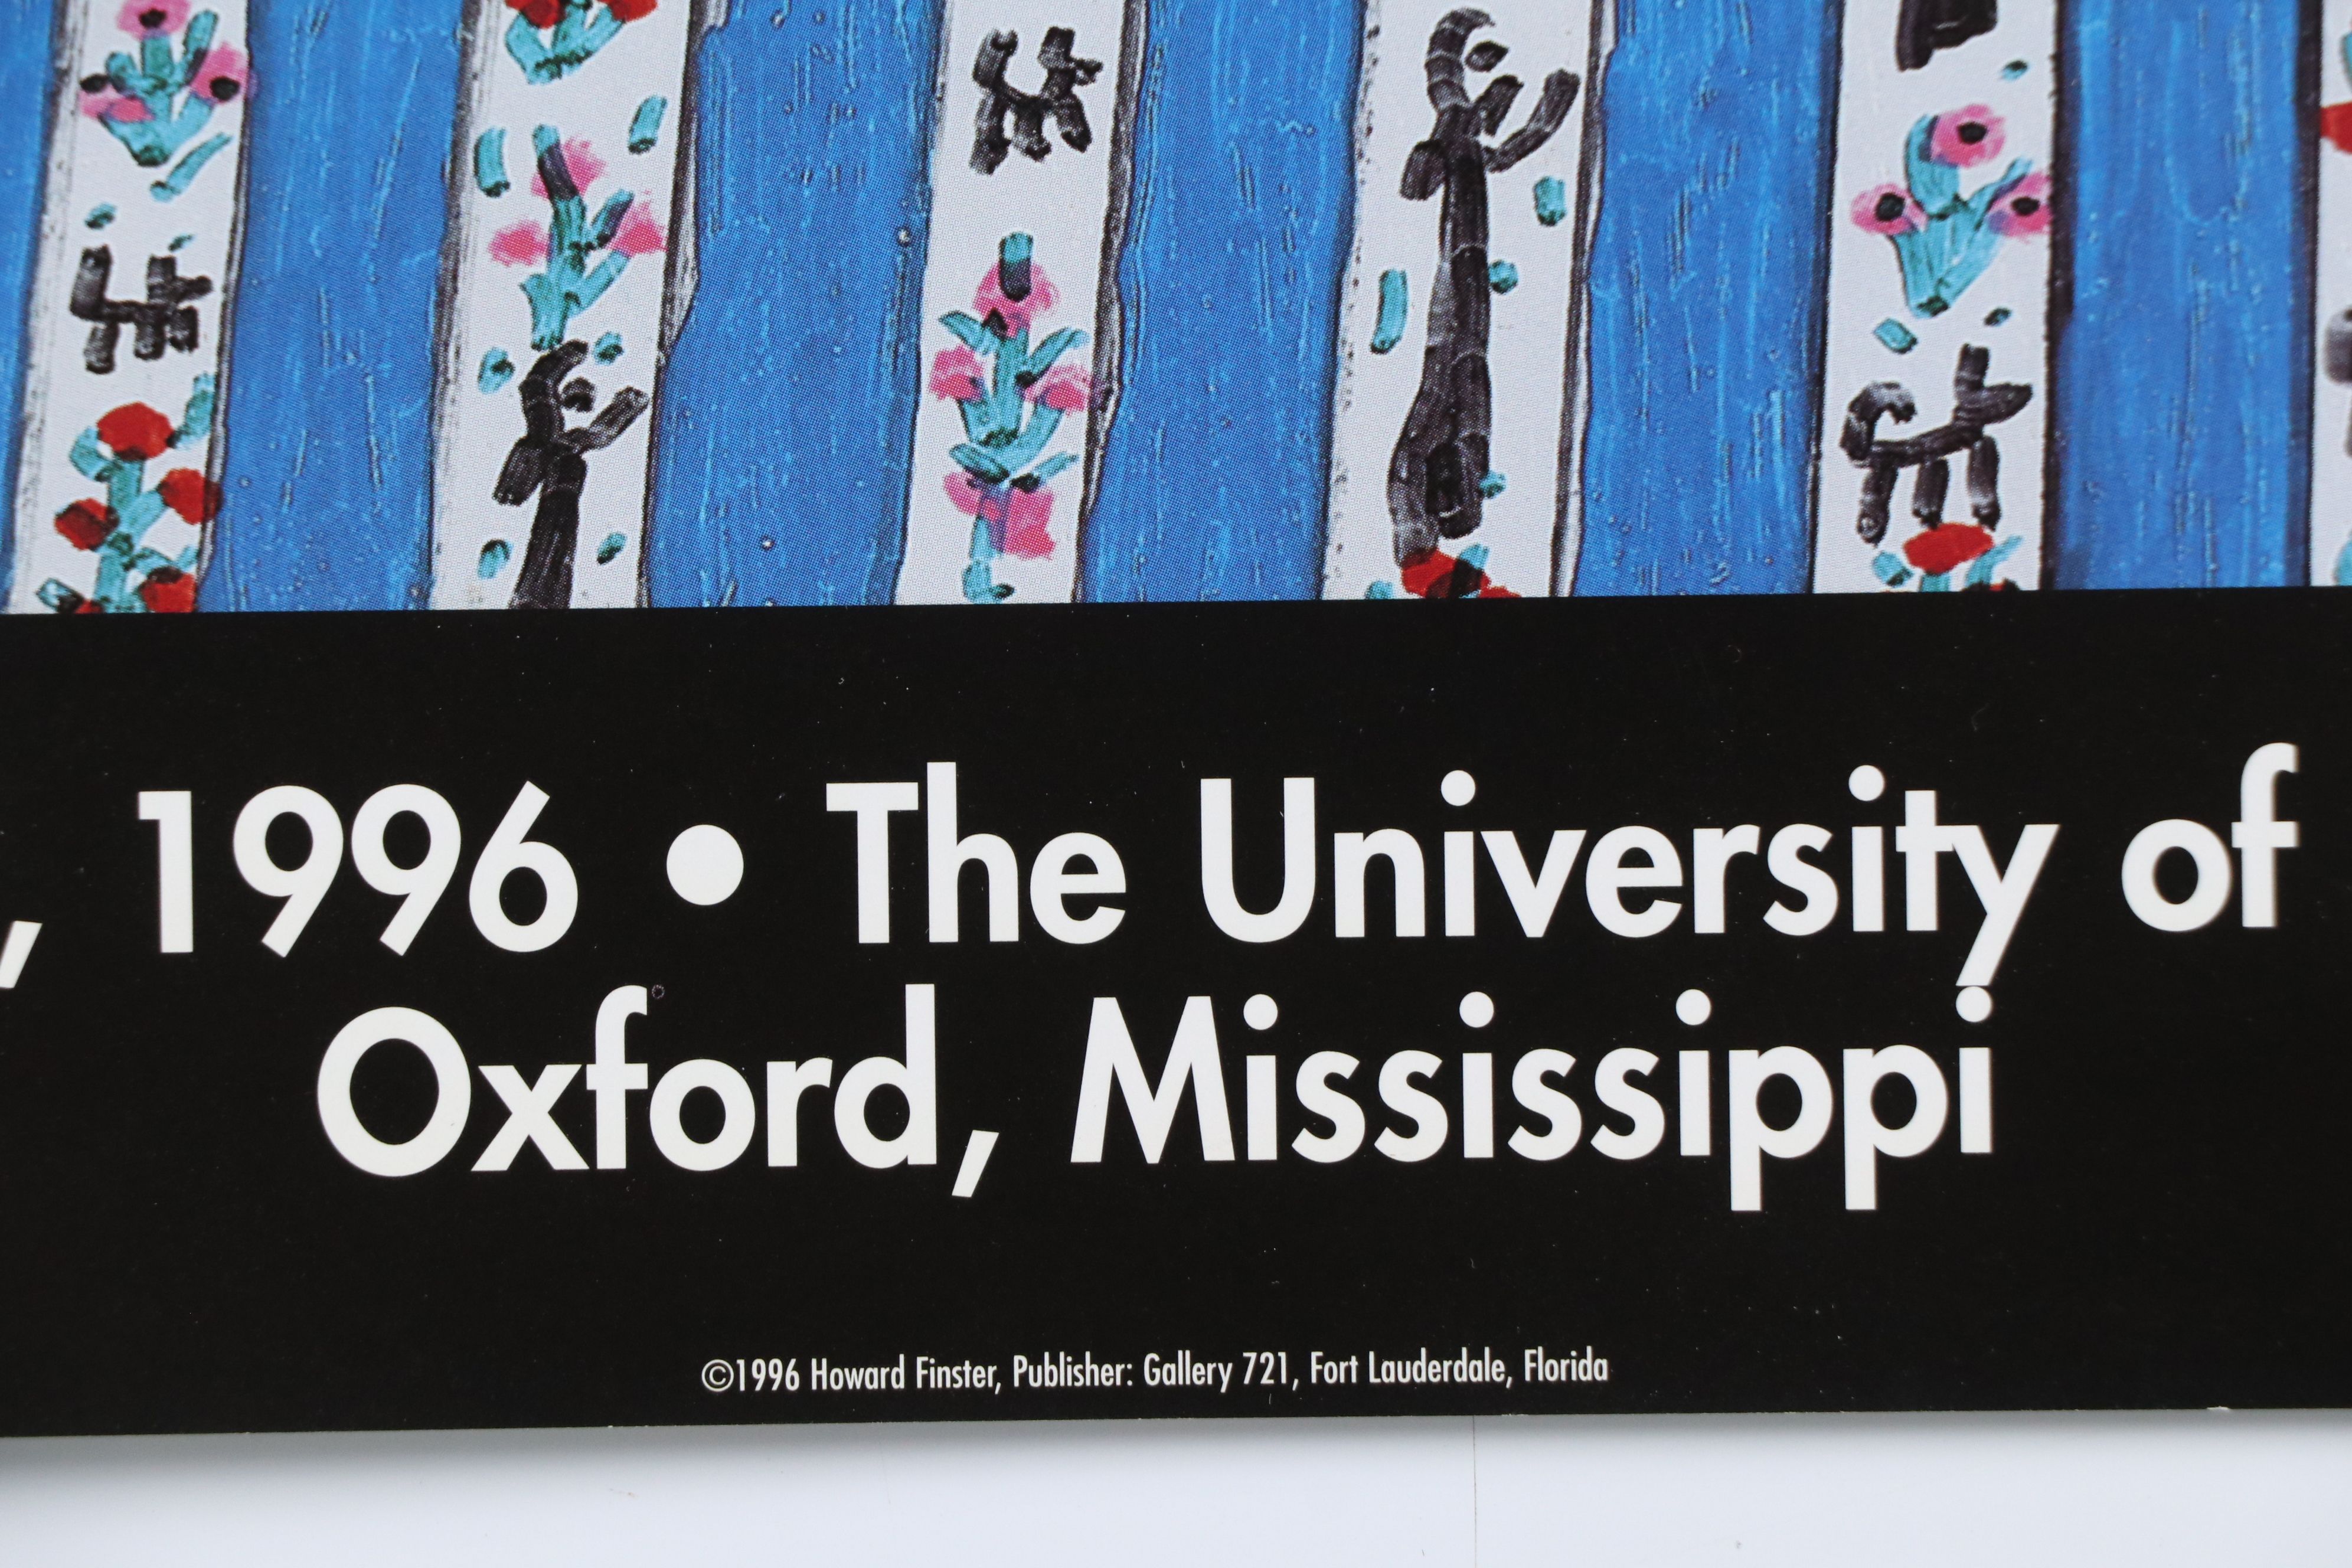 , 1996 • The University of
Oxford, Mississippi
©1996 Howard Finster, Publisher: Gallery 721, Fort Lauderdale, Florida